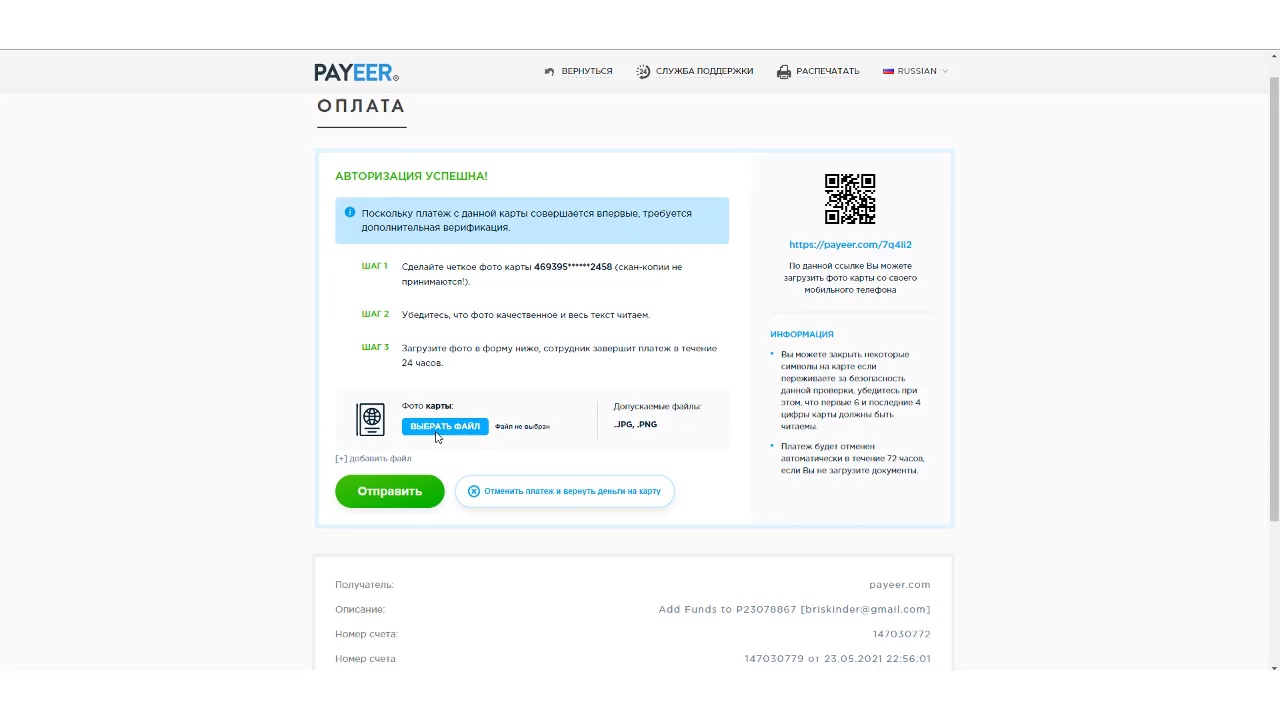 PAYEER®
ВЕРНУТЬСЯ
24
СЛУЖБА ПОДДЕРЖКИ
РАСПЕЧАТАТЬ
RUSSIAN
ОПЛАТА
АВТОРИЗАЦИЯ УСПЕШНА!
Поскольку платеж с данной карты совершается впервые, требуется
дополнительная верификация.
ШАГ 1
Сделайте четкое фото карты 469395******2458 (скан-копии не
принимаются!).
ШАГ 2
Убедитесь, что фото качественное и весь текст читаем.
ШАГ 3
Загрузите фото в форму ниже, сотрудник завершит платеж в течение
24 часов.
Фото карты:
ВЫБРАТЬ ФАЙЛ
Файл не выбран
Допускаемые файлы:
.JPG, .PNG
[+] добавить файл
Отправить
Отменить платеж и вернуть деньги на карту
https://payeer.com/7q4li2
По данной ссылке Вы можете
загрузить фото карты со своего
мобильного телефона
ИНФОРМАЦИЯ
• Вы можете закрыть некоторые
символы на карте если
переживаете за безопасность
данной проверки, убедитесь при
этом, что первые 6 и последние 4
цифры карты должны быть
читаемы.
• Платеж будет отменен
автоматически в течение 72 часов,
если Вы не загрузите документы.
Получатель:
payeer.com
Описание:
Add Funds to P23078867 [briskinder@gmail.com]
Номер счета:
147030772
Номер счета
147030779 от 23.05.2021 22:56:01